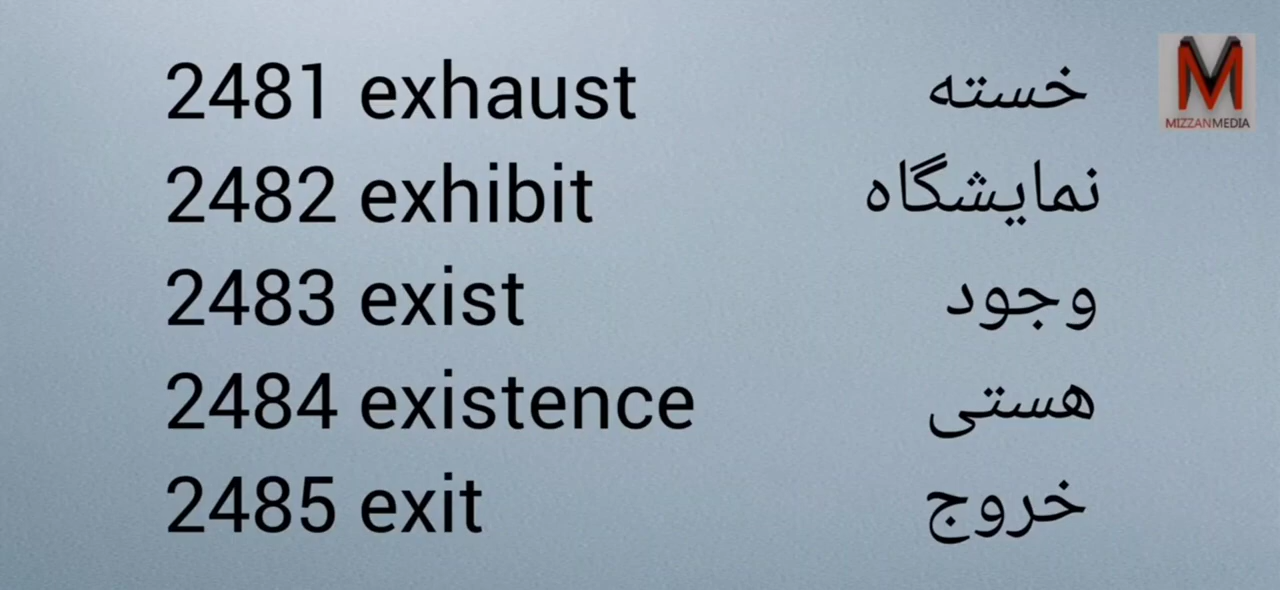 2481 exhaust خسته
2482 exhibit نمایشگاه
2483 exist وجود
2484 existence هستی
2485 exit خروج
MIZZANMEDIA